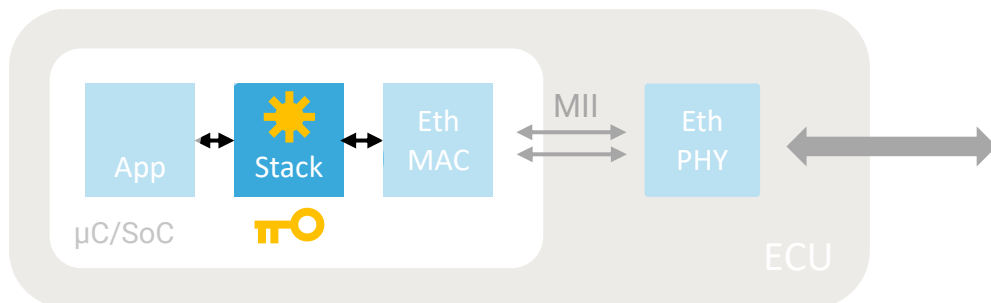 MII
Eth
MAC
Eth
PHY
App
Stack
µC/SoC
ECU